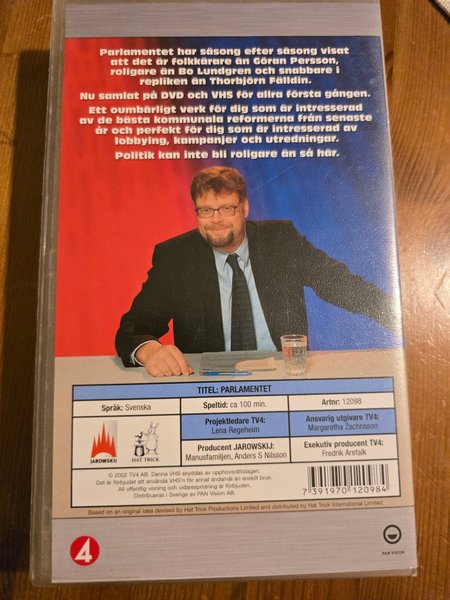 Parlamentet har säsong efter säsong visat
att det är folkkärare än Göran Persson,
roligare än Bo Lundgren och snabbare i
repliken än Thorbjörn Fälldin.
Nu samlat på DVD och VHS för allra första gången.
Ett oumbärligt verk för dig som är intresserad
av de bästa kommunala reformerna från senaste
år och perfekt för dig som är intresserad av
lobbying, kampanjer och utredningar.
Politik kan inte bli roligare än så här.
TITEL: PARLAMENTET
Språk: Svenska
Speltid: ca 100 min.
Artnr: 12098
Projektledare TV4:
Lena Regeheim
Ansvarig utgivare TV4:
Margaretha Zachrisson
JAROWSKIJ
HAT TRICK
Producent JAROWSKIJ:
Manusfamiljen, Anders S Nilsson
Exekutiv producent TV4:
Fredrik Arefalk
© 2002 TV4 AB. Denna VHS skyddas av upphovsrättslagen.
Det är förbjudet att använda VHS'n för annat ändamål än enskilt bruk.
All offentlig visning och vidarespridning är förbjuden.
Distribueras i Sverige av PAN Vision AB.
7 391970 120984
Based on an original idea devised by Hat Trick Productions Limited and distributed by Hat Trick International Limited.
4
PAN VISION